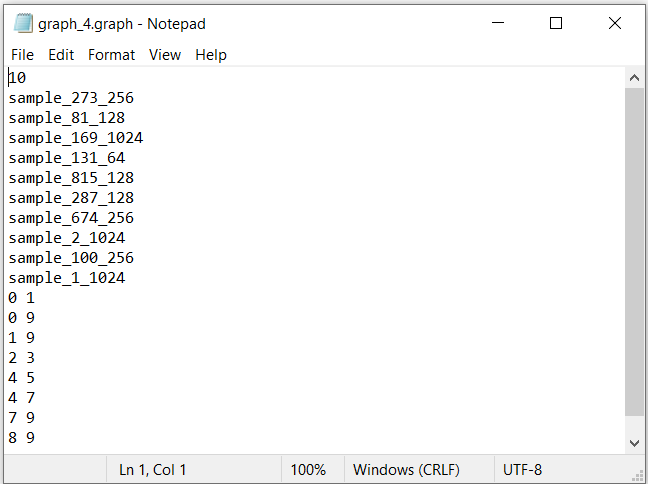 graph_4.graph - Notepad
File Edit Format View Help
10
sample_273_256
sample_81_128
sample_169_1024
sample_131_64
sample_815_128
sample_287_128
sample_674_256
sample_2_1024
sample_100_256
sample_1_1024
0 1
0 9
1 9
2 3
4 5
4 7
7 9
8 9
Ln 1, Col 1 100% Windows (CRLF) UTF-8